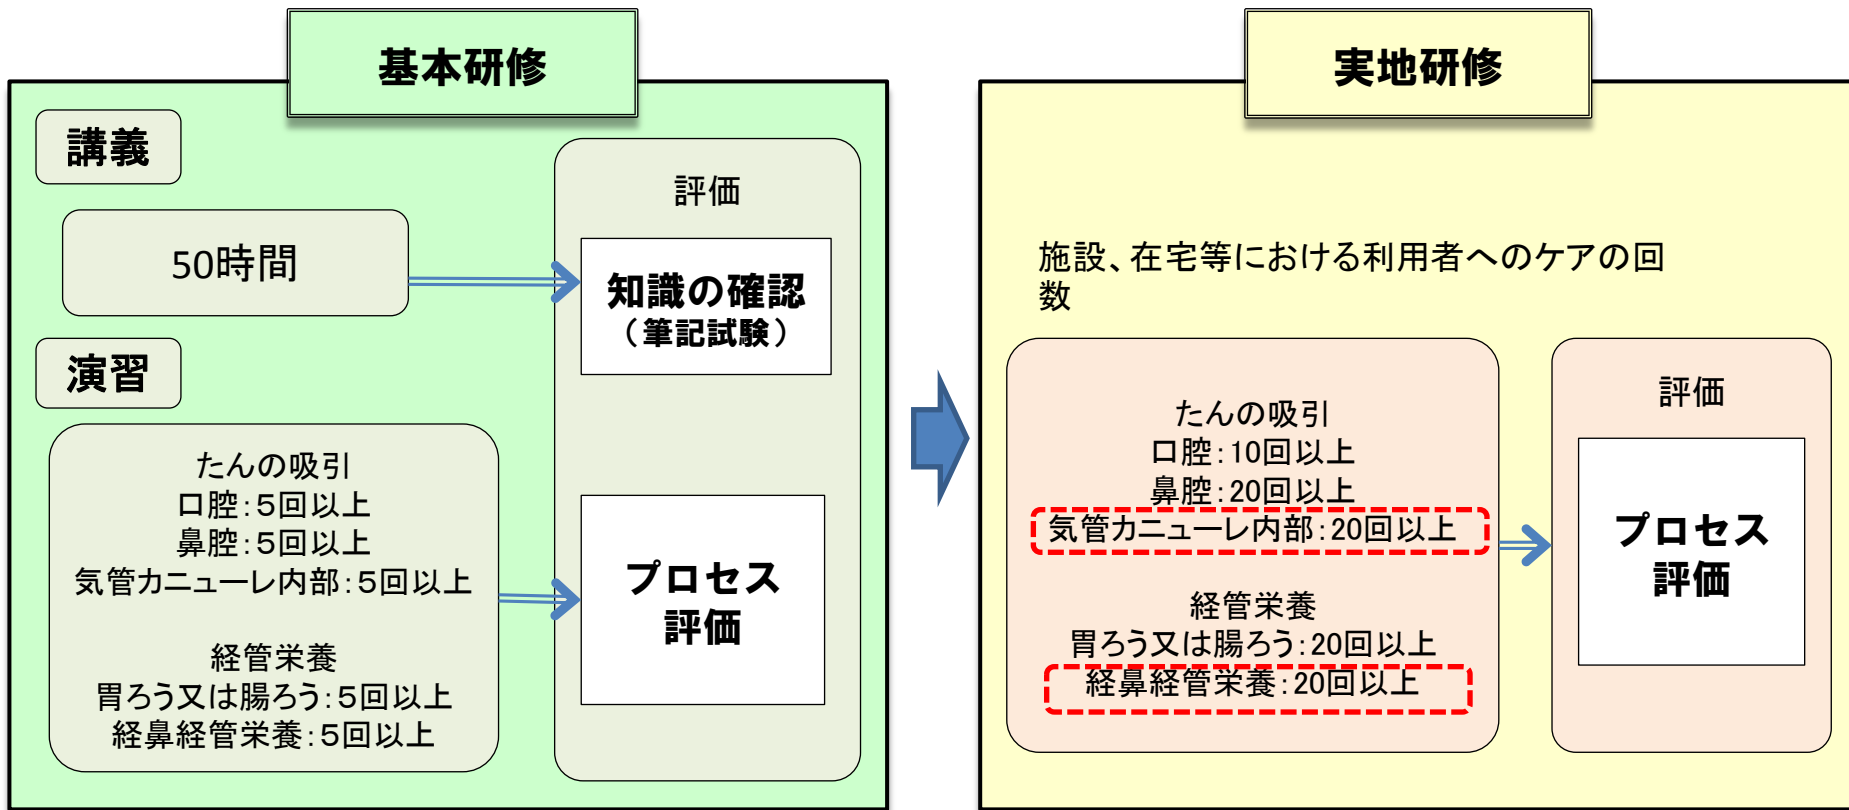 基本研修
講義
50時間
演習
たんの吸引
口腔：5回以上
鼻腔：5回以上
気管カニューレ内部：5回以上
経管栄養
胃ろう又は腸ろう：5回以上
経鼻経管栄養：5回以上
評価
知識の確認
（筆記試験）
プロセス
評価
実地研修
施設、在宅等における利用者へのケアの回
数
たんの吸引
口腔：10回以上
鼻腔：20回以上
気管カニューレ内部：20回以上
経管栄養
胃ろう又は腸ろう：20回以上
経鼻経管栄養：20回以上
評価
プロセス
評価